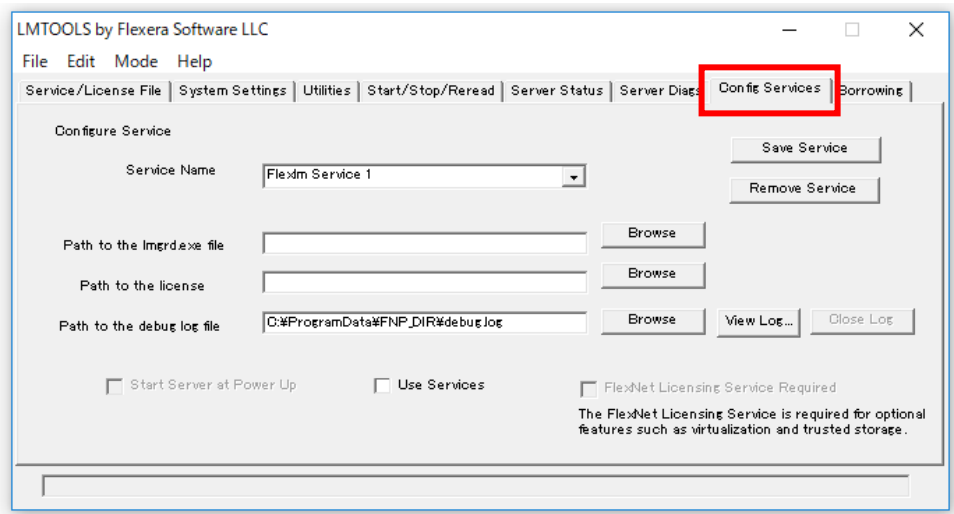 LMTOOLS by Flexera Software LLC
File Edit Mode Help
Service/License File System Settings Utilities Start/Stop/Reread Server Status Server Diags Config Services Borrowing
Configure Service
Save Service
Service Name Flexlm Service 1
Remove Service
Path to the lmgrd.exe file Browse
Path to the license Browse
Path to the debug log file C:¥ProgramData¥FNP_DIR¥debug.log Browse View Log... Close Log
Start Server at Power Up Use Services FlexNet Licensing Service Required
The FlexNet Licensing Service is required for optional
features such as virtualization and trusted storage.